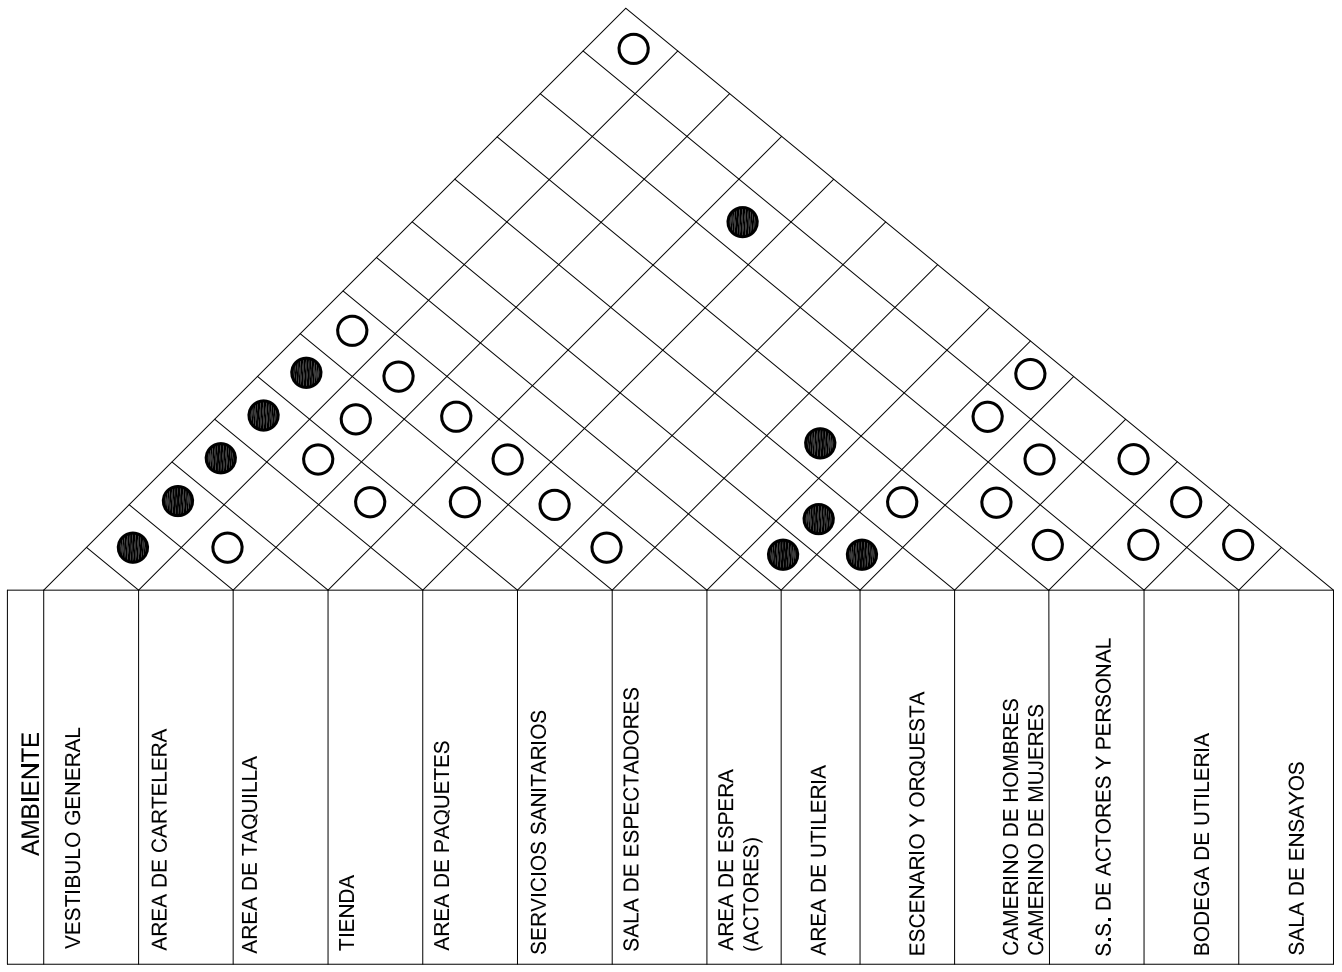 AMBIENTE
VESTIBULO GENERAL
AREA DE CARTELERA
AREA DE TAQUILLA
TIENDA
AREA DE PAQUETES
SERVICIOS SANITARIOS
SALA DE ESPECTADORES
AREA DE ESPERA
(ACTORES)
AREA DE UTILERIA
ESCENARIO Y ORQUESTA
CAMERINO DE HOMBRES
CAMERINO DE MUJERES
S.S. DE ACTORES Y PERSONAL
BODEGA DE UTILERIA
SALA DE ENSAYOS